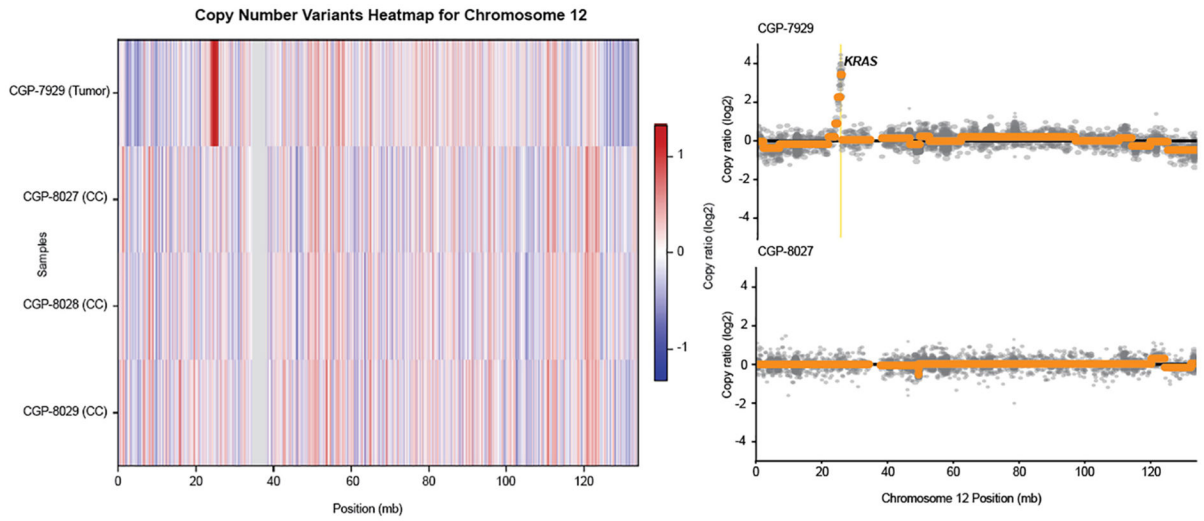 Copy Number Variants Heatmap for Chromosome 12
Samples
CGP-7929 (Tumor)
CGP-8027 (CC)
CGP-8028 (CC)
CGP-8029 (CC)
0 20 40 60 80 100 120
Position (mb)
1
0
-1
Copy ratio (log2)
CGP-7929
KRAS
Copy ratio (log2)
4
2
0
-2
-4
CGP-8027
Copy ratio (log2)
4
2
0
-2
-4
0 20 40 60 80 100 120
Chromosome 12 Position (mb)